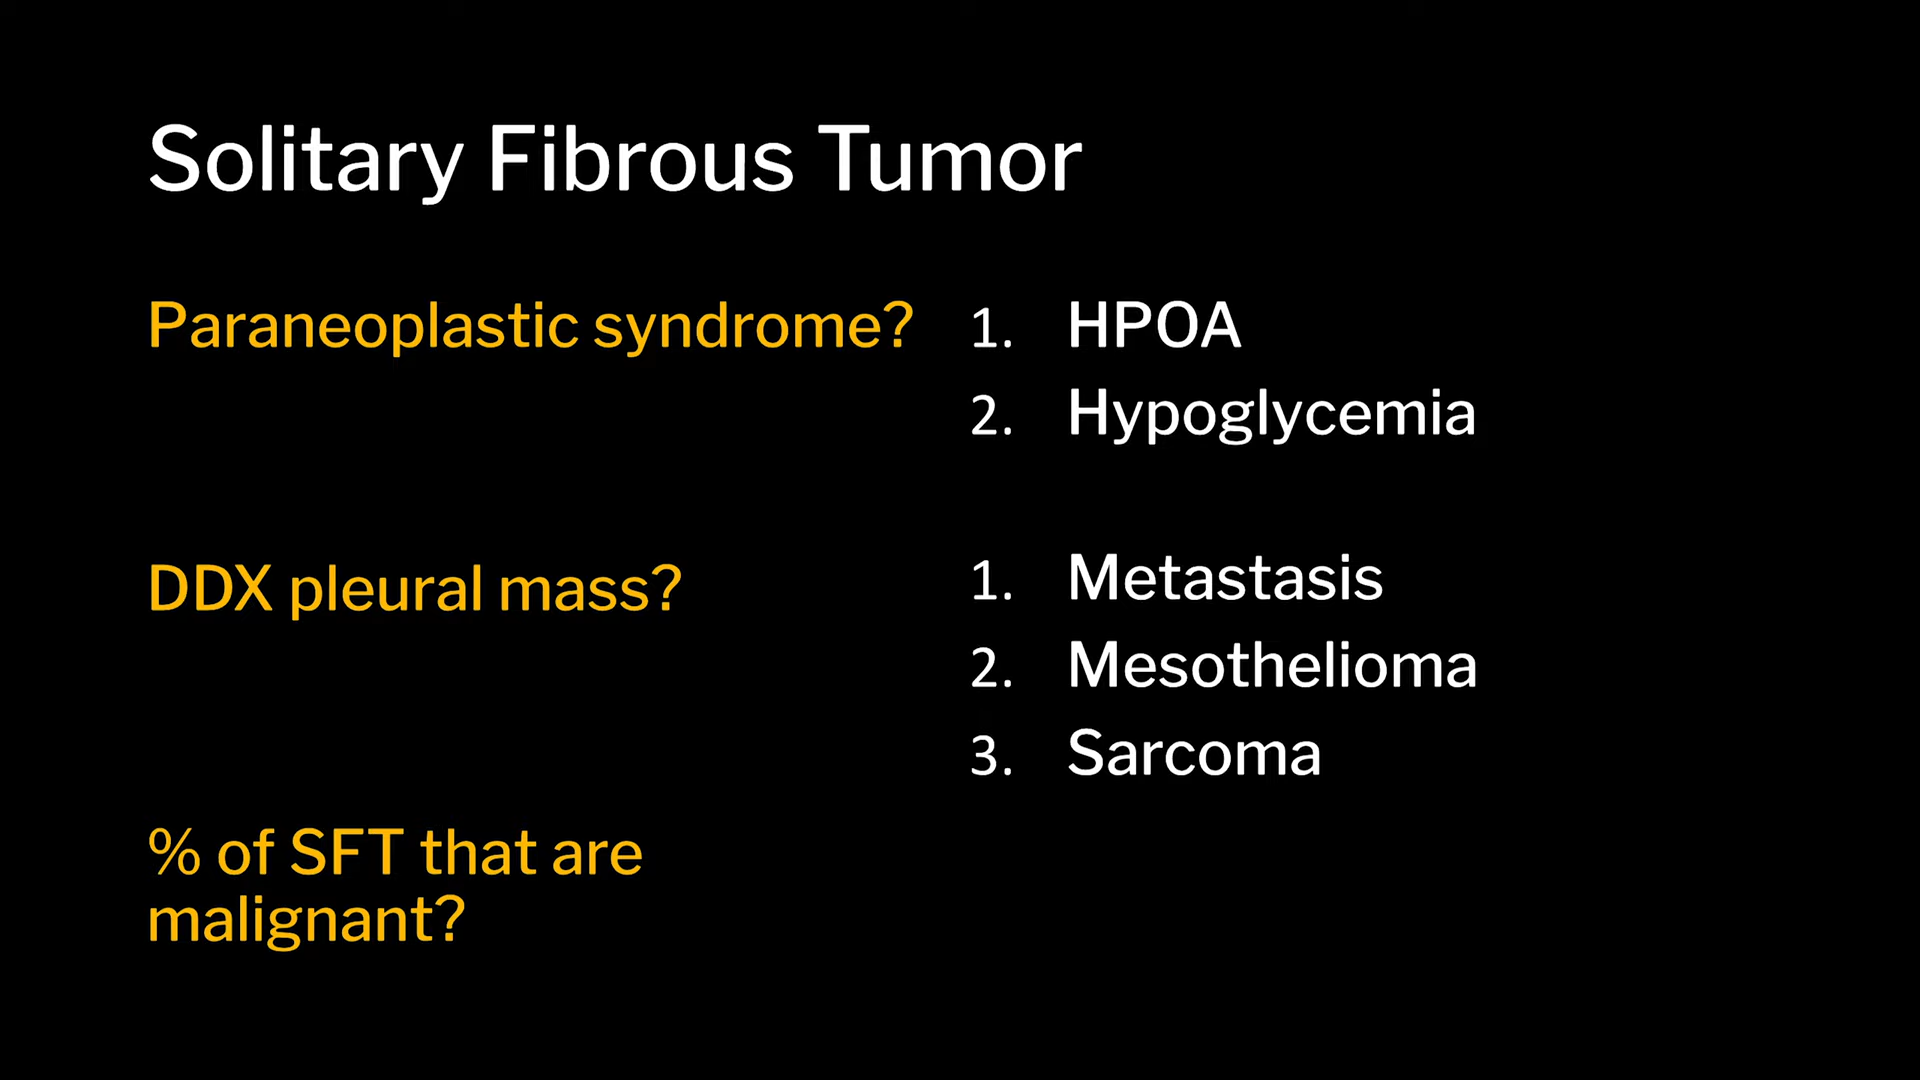 Solitary Fibrous Tumor
Paraneoplastic syndrome?
1. HPOA
2. Hypoglycemia
DDX pleural mass?
1. Metastasis
2. Mesothelioma
3. Sarcoma
% of SFT that are
malignant?